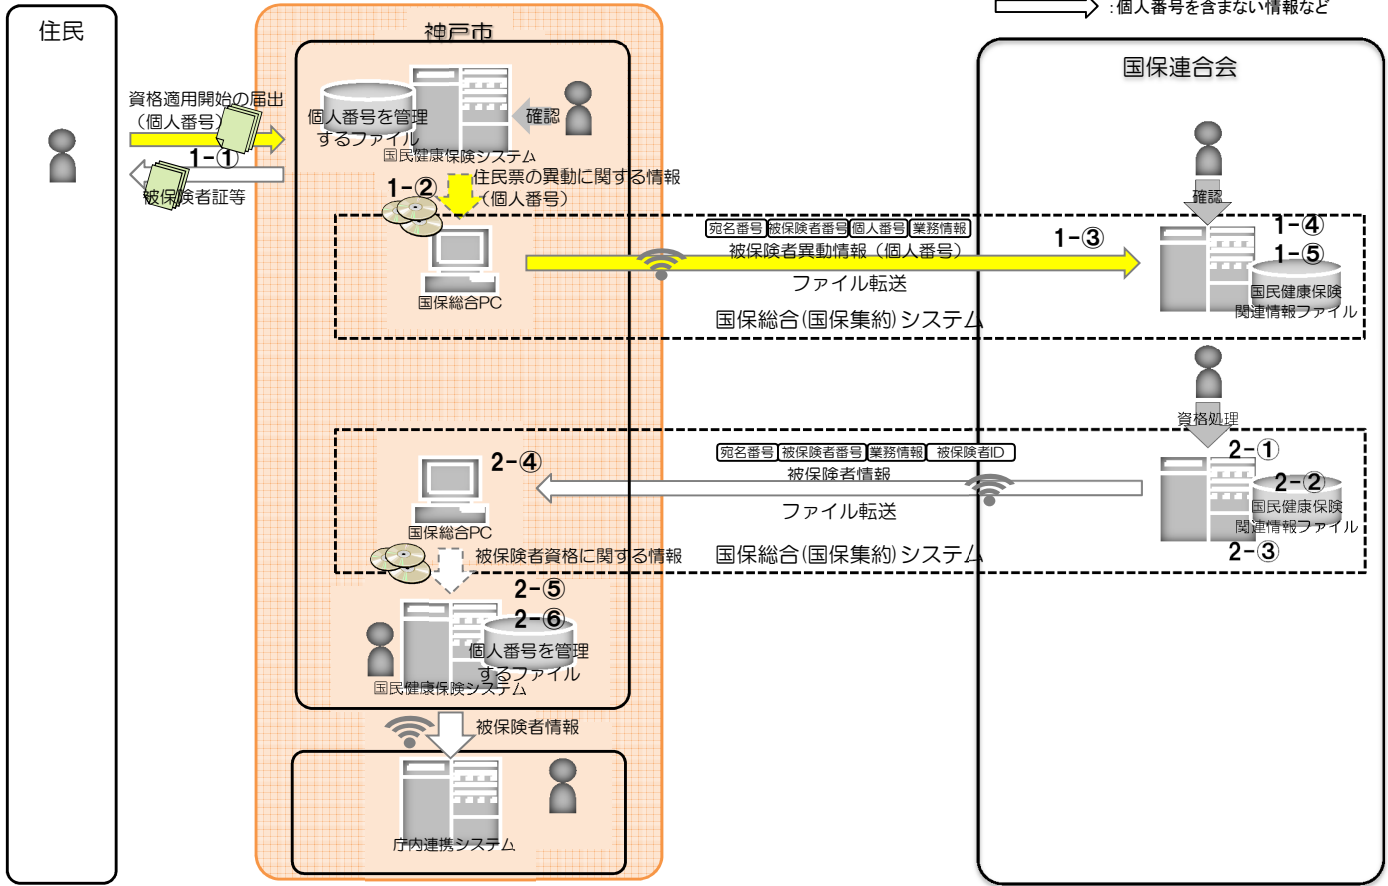 :個人番号を含まない情報など
住民
神戸市
国保連合会
資格適用開始の届出
(個人番号)
1-①
被保険者証等
個人番号を管理
するファイル
国民健康保険システム
確認
1-②
住民票の異動に関する情報
(個人番号)
国保総合PC
宛名番号 被保険者番号 個人番号 業務情報
被保険者異動情報(個人番号)
1-③
ファイル転送
国保総合(国保集約)システム
確認
1-④
1-⑤
国民健康保険
関連情報ファイル
資格処理
2-①
2-②
国民健康保険
関連情報ファイル
2-③
宛名番号 被保険者番号 業務情報 被保険者ID
被保険者情報
ファイル転送
国保総合(国保集約)システム
2-④
国保総合PC
被保険者資格に関する情報
2-⑤
2-⑥
個人番号を管理
するファイル
国民健康保険システム
被保険者情報
庁内連携システム